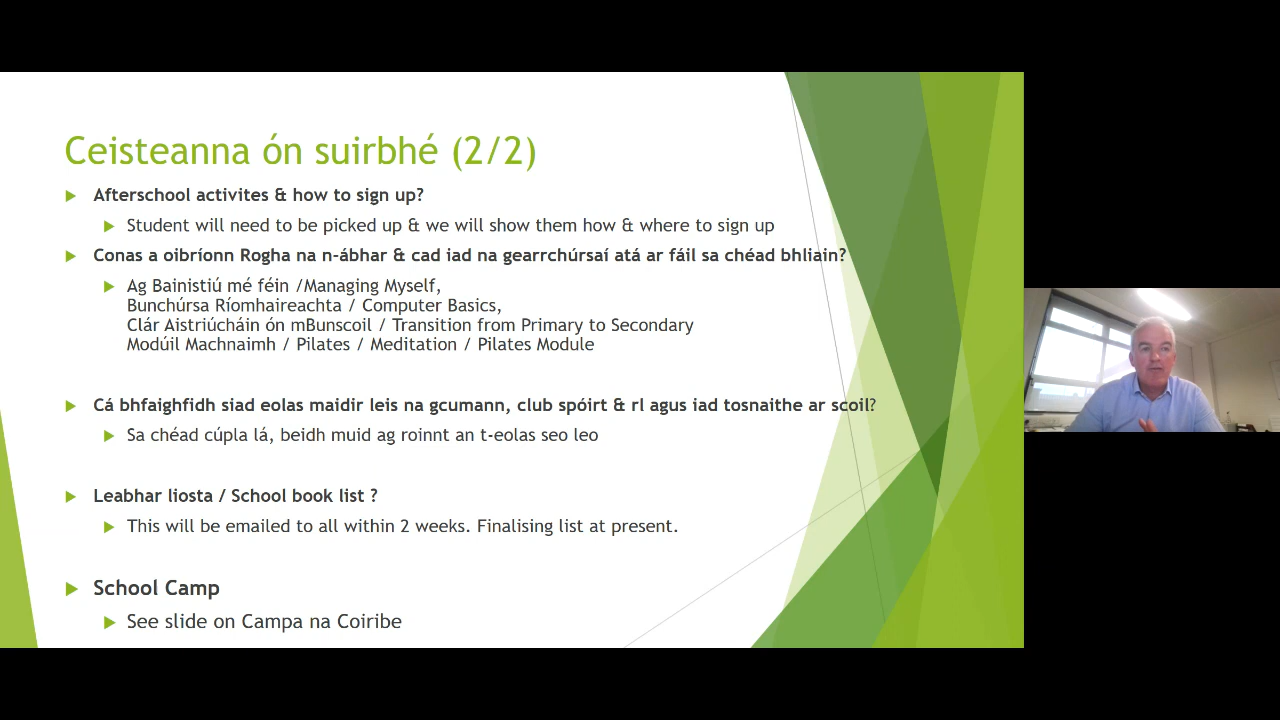 Ceisteanna ón suirbhé (2/2)
Afterschool activites & how to sign up?
Student will need to be picked up & we will show them how & where to sign up
Conas a oibríonn Rogha na n-ábhar & cad iad na gearrchúrsaí atá ar fáil sa chéad bhliain?
Ag Bainistiú mé féin /Managing Myself,
Bunchúrsa Ríomhaireachta / Computer Basics,
Clár Aistriúcháin ón mBunscoil / Transition from Primary to Secondary
Modúil Machnaimh / Pilates / Meditation / Pilates Module
Cá bhfaighfidh siad eolas maidir leis na gcumann, club spóirt & rl agus iad tosnaithe ar scoil?
Sa chéad cúpla lá, beidh muid ag roinnt an t-eolas seo leo
Leabhar liosta / School book list ?
This will be emailed to all within 2 weeks. Finalising list at present.
School Camp
See slide on Campa na Coiribe